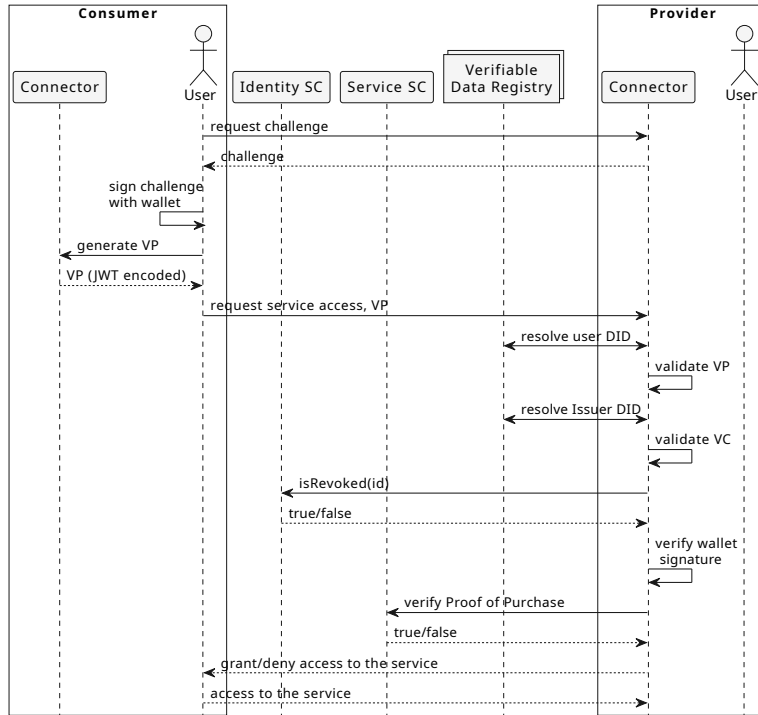 Consumer
Provider
User
User
Connector
Identity SC
Service SC
Verifiable
Data Registry
Connector
request challenge
challenge
sign challenge
with wallet
generate VP
VP (JWT encoded)
request service access, VP
resolve user DID
validate VP
resolve Issuer DID
validate VC
isRevoked(id)
true/false
verify wallet
signature
verify Proof of Purchase
true/false
grant/deny access to the service
access to the service